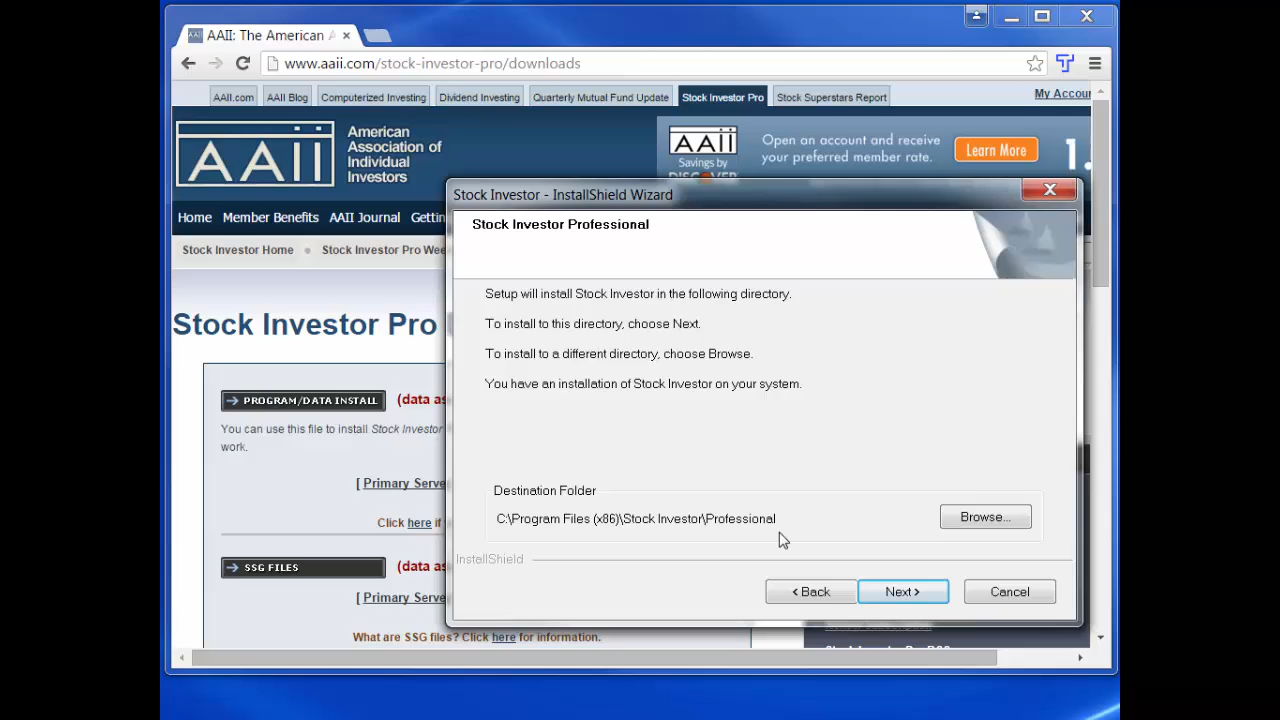 AAII: The American A
www.aaii.com/stock-investor-pro/downloads
AAII.com AAII Blog Computerized Investing Dividend Investing Quarterly Mutual Fund Update Stock Investor Pro Stock Superstars Report My Accou
AAII
American
Association of
Individual
Investors
AAII
Savings by
DISCOVER
Open an account and receive
your preferred member rate.
Learn More
1.
Home Member Benefits AAII Journal Gettin
Stock Investor Home • Stock Investor Pro Wee
Stock Investor Pro
→ PROGRAM/DATA INSTALL (data as
You can use this file to install Stock Investor
work.
[ Primary Serve
Click here if
→ SSG FILES (data as
[ Primary Serve
What are SSG files? Click here for information.
Stock Investor - InstallShield Wizard
Stock Investor Professional
Setup will install Stock Investor in the following directory.
To install to this directory, choose Next.
To install to a different directory, choose Browse.
You have an installation of Stock Investor on your system.
Destination Folder
C:\Program Files (x86)\Stock Investor\Professional
Browse...
InstallShield
< Back Next > Cancel